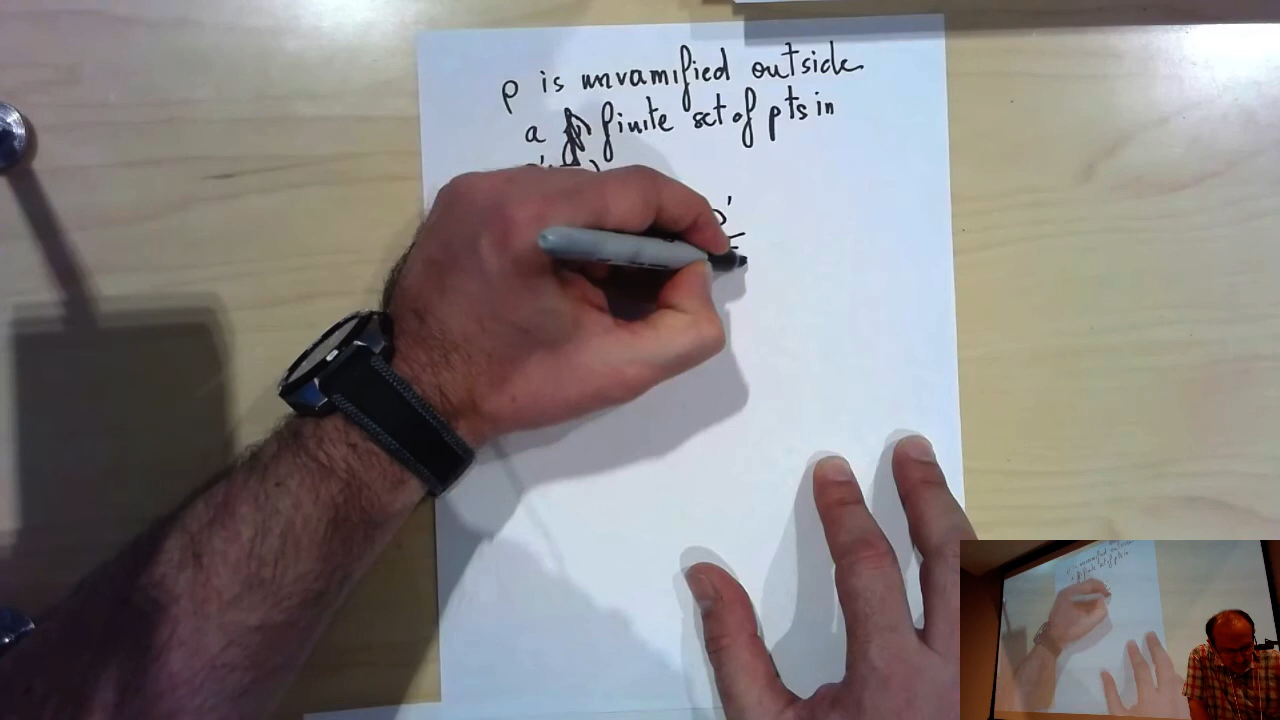 ρ is unramified outside
a finite set of pts in